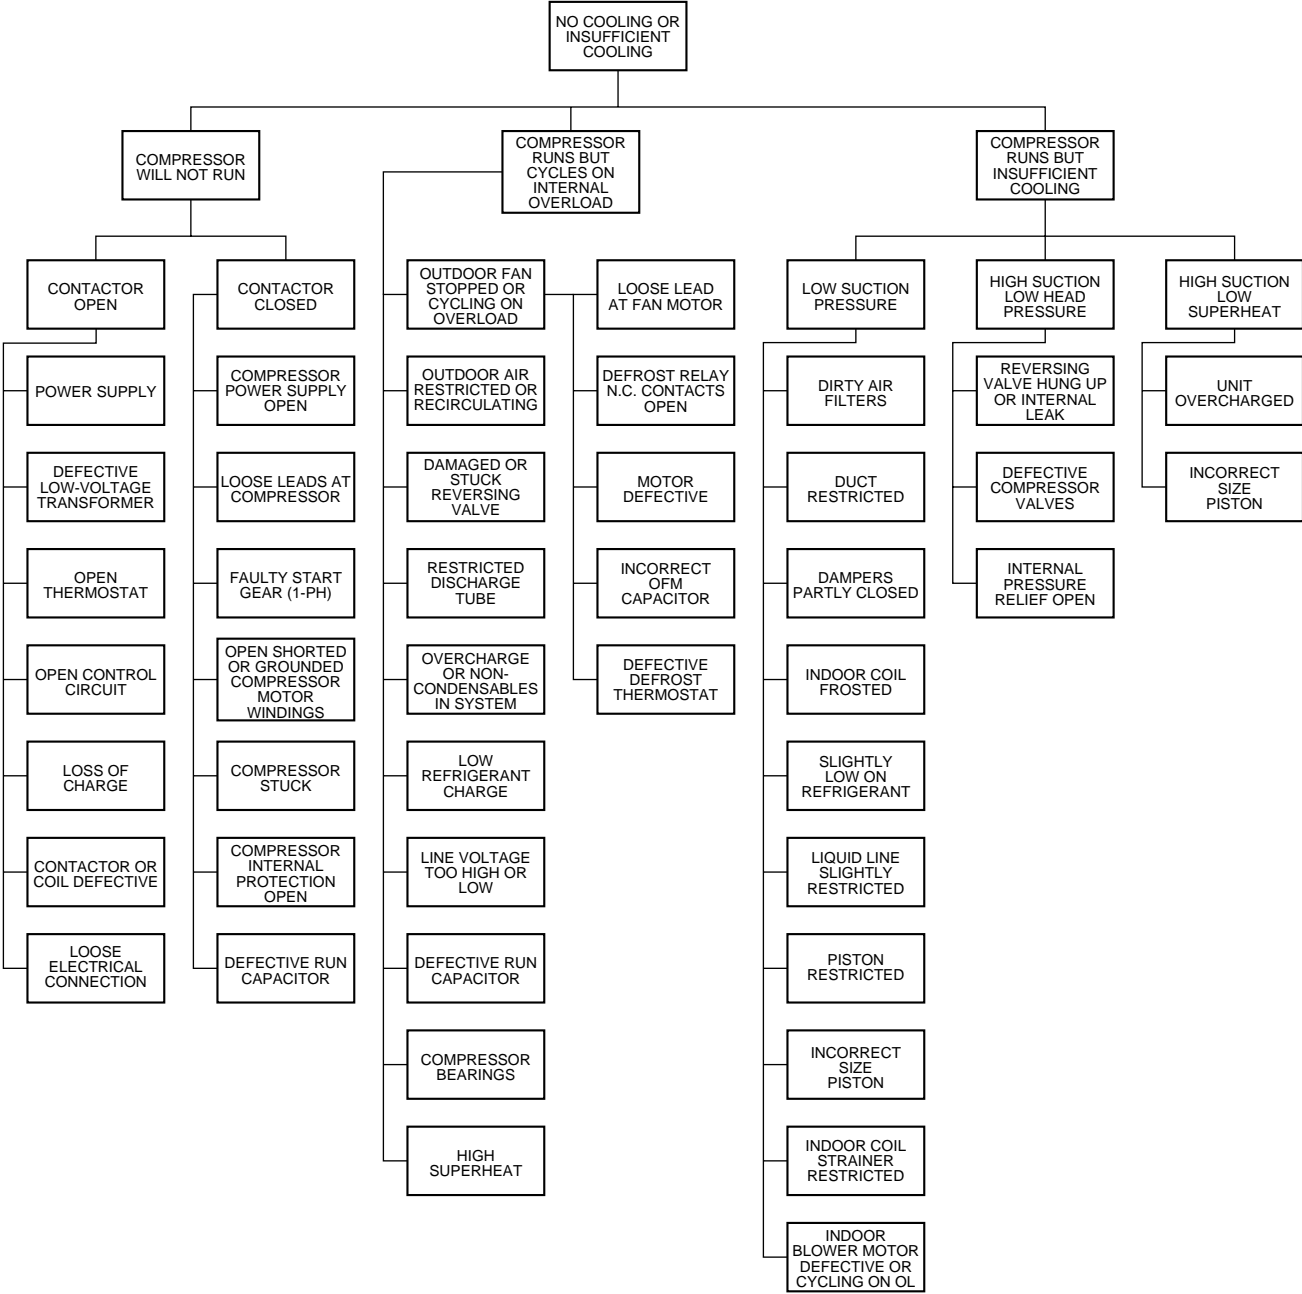 NO COOLING OR
INSUFFICIENT
COOLING
COMPRESSOR
WILL NOT RUN
COMPRESSOR
RUNS BUT
CYCLES ON
INTERNAL
OVERLOAD
COMPRESSOR
RUNS BUT
INSUFFICIENT
COOLING
CONTACTOR
OPEN
POWER SUPPLY
DEFECTIVE
LOW-VOLTAGE
TRANSFORMER
OPEN
THERMOSTAT
OPEN CONTROL
CIRCUIT
LOSS OF
CHARGE
CONTACTOR OR
COIL DEFECTIVE
LOOSE
ELECTRICAL
CONNECTION
CONTACTOR
CLOSED
COMPRESSOR
POWER SUPPLY
OPEN
LOOSE LEADS AT
COMPRESSOR
FAULTY START
GEAR (1-PH)
OPEN SHORTED
OR GROUNDED
COMPRESSOR
MOTOR
WINDINGS
COMPRESSOR
STUCK
COMPRESSOR
INTERNAL
PROTECTION
OPEN
DEFECTIVE RUN
CAPACITOR
OUTDOOR FAN
STOPPED OR
CYCLING ON
OVERLOAD
OUTDOOR AIR
RESTRICTED OR
RECIRCULATING
DAMAGED OR
STUCK
REVERSING
VALVE
RESTRICTED
DISCHARGE
TUBE
OVERCHARGE
OR NON-
CONDENSABLES
IN SYSTEM
LOW
REFRIGERANT
CHARGE
LINE VOLTAGE
TOO HIGH OR
LOW
DEFECTIVE RUN
CAPACITOR
COMPRESSOR
BEARINGS
HIGH
SUPERHEAT
LOOSE LEAD
AT FAN MOTOR
DEFROST RELAY
N.C. CONTACTS
OPEN
MOTOR
DEFECTIVE
INCORRECT
OFM
CAPACITOR
DEFECTIVE
DEFROST
THERMOSTAT
LOW SUCTION
PRESSURE
DIRTY AIR
FILTERS
DUCT
RESTRICTED
DAMPERS
PARTLY CLOSED
INDOOR COIL
FROSTED
SLIGHTLY
LOW ON
REFRIGERANT
LIQUID LINE
SLIGHTLY
RESTRICTED
PISTON
RESTRICTED
INCORRECT
SIZE
PISTON
INDOOR COIL
STRAINER
RESTRICTED
INDOOR
BLOWER MOTOR
DEFECTIVE OR
CYCLING ON OL
HIGH SUCTION
LOW HEAD
PRESSURE
REVERSING
VALVE HUNG UP
OR INTERNAL
LEAK
DEFECTIVE
COMPRESSOR
VALVES
INTERNAL
PRESSURE
RELIEF OPEN
HIGH SUCTION
LOW
SUPERHEAT
UNIT
OVERCHARGED
INCORRECT
SIZE
PISTON